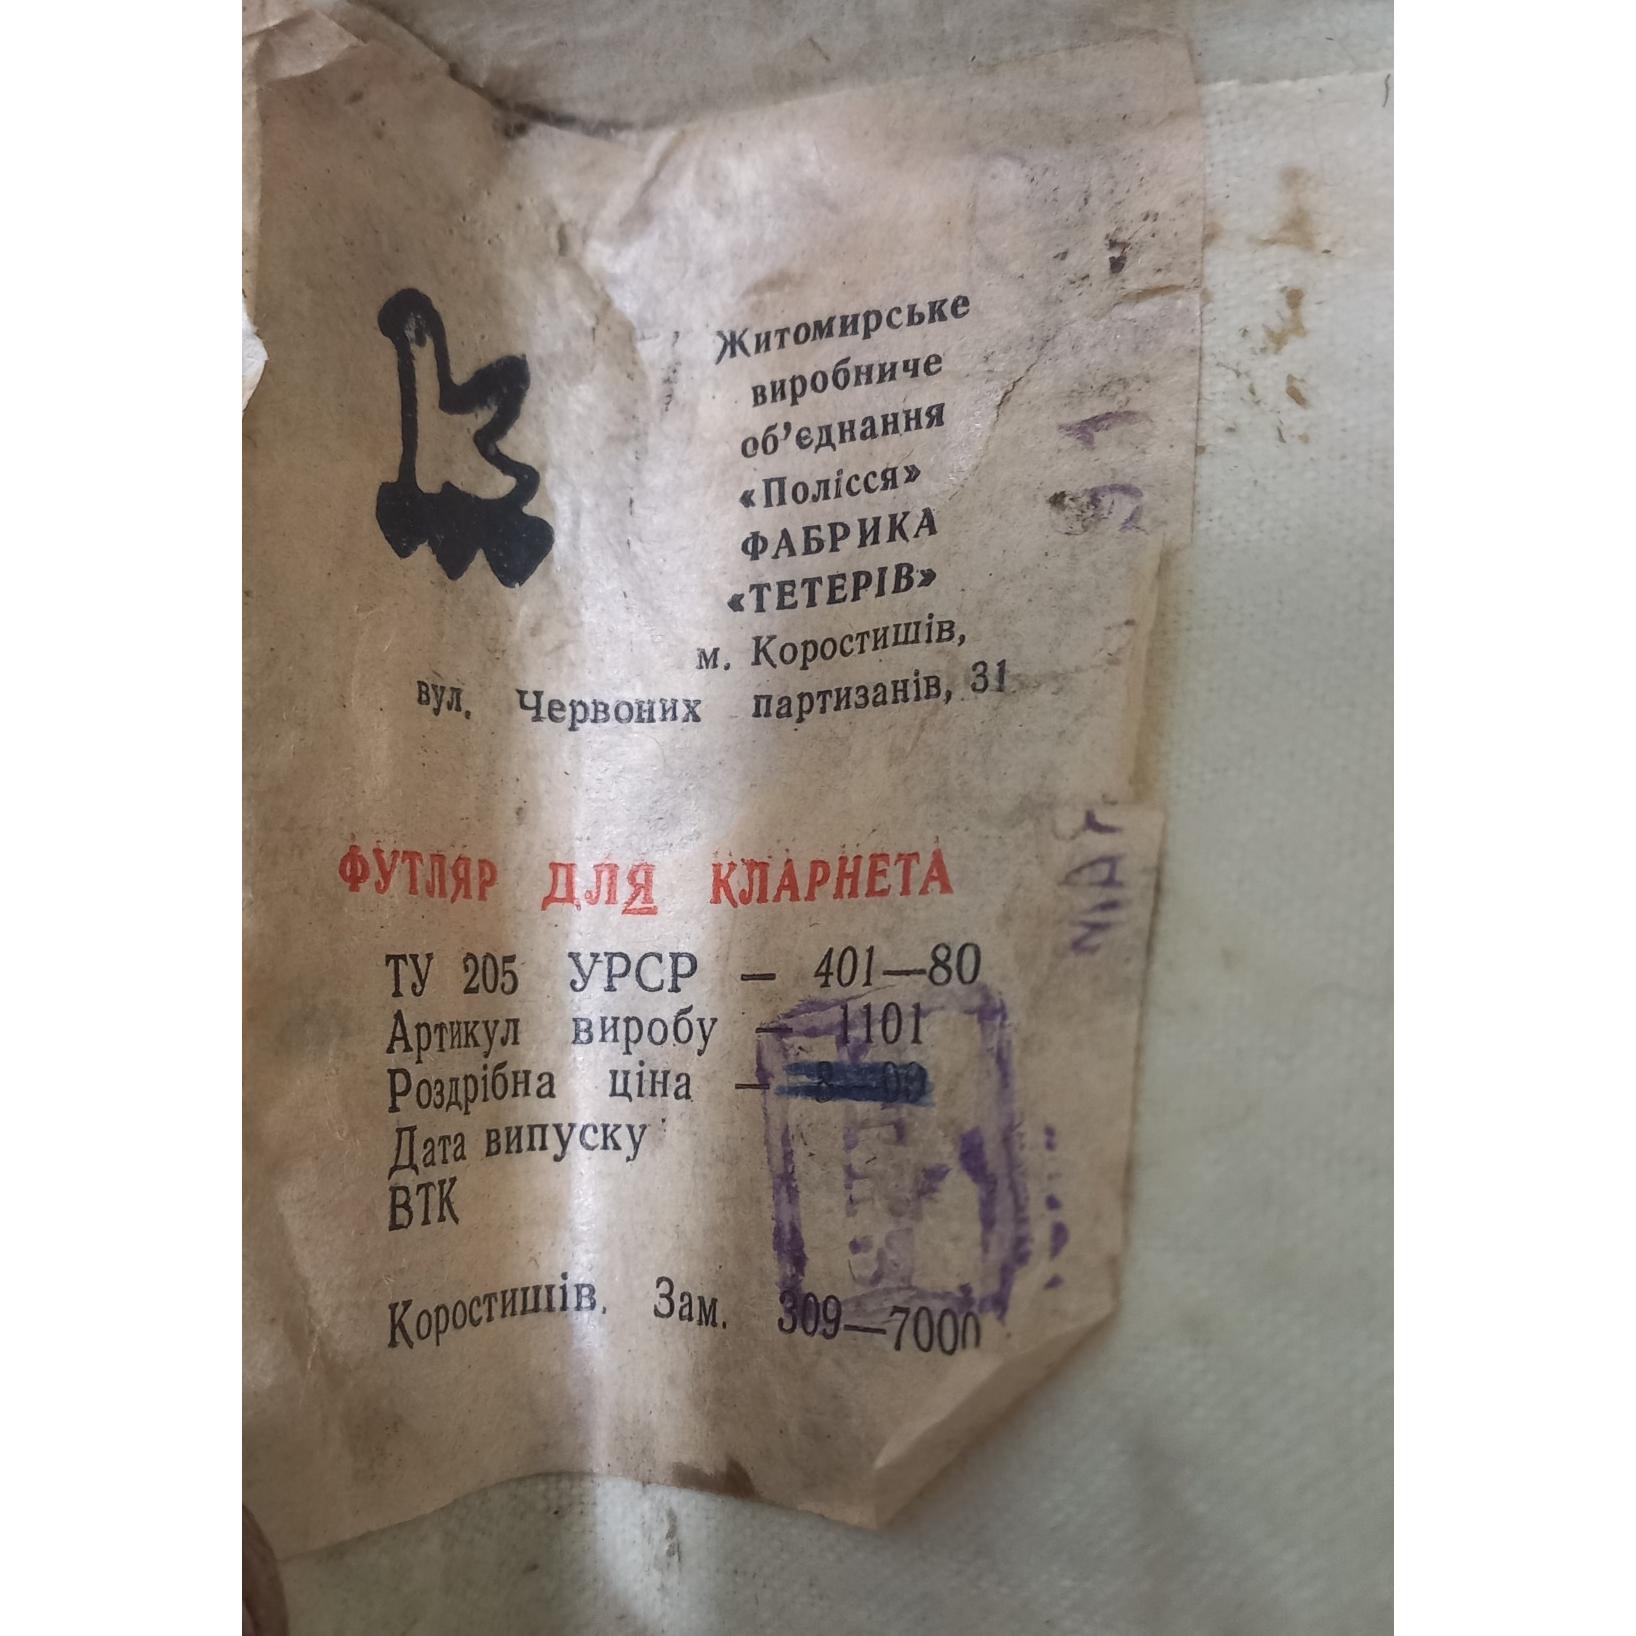 Житомирське
виробниче
об’єднання
«Полісся»
ФАБРИКА
«ТЕТЕРІВ»
м. Коростишів,
вул. Червоних партизанів, 31
ФУТЛЯР ДЛЯ КЛАРНЕТА
ТУ 205 УРСР — 401—80
Артикул виробу — 1101
Роздрібна ціна —
Дата випуску
ВТК
Коростишів. Зам. 309—7000